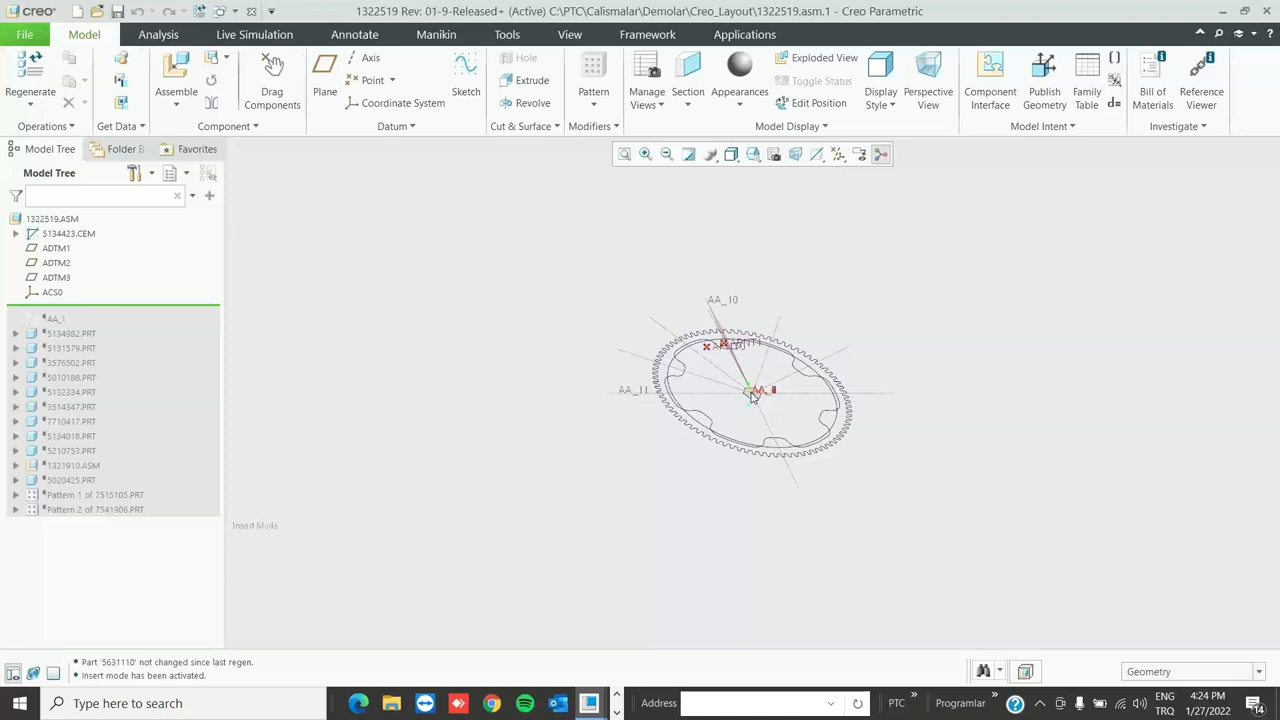 creo
1322519 Rev: 01-9-Released+ (Active) C:\PTC\Calismalar\Demolar\Creo_Layout\1322519.asm.1 - Creo Parametric
File
Model
Analysis
Live Simulation
Annotate
Manikin
Tools
View
Framework
Applications
Regenerate
Operations
Get Data
Assemble
Drag
Components
Component
Plane
Axis
Point
Coordinate System
Sketch
Datum
Hole
Extrude
Revolve
Cut & Surface
Pattern
Modifiers
Manage
Views
Section
Appearances
Exploded View
Toggle Status
Edit Position
Display
Style
Perspective
View
Model Display
Component
Interface
Publish
Geometry
Family
Table
Model Intent
Bill of
Materials
Reference
Viewer
Investigate
Model Tree
Folder B
Favorites
Model Tree
1322519.ASM
5134423.CEM
ADTM1
ADTM2
ADTM3
ACS0
AA_1
5134982.PRT
5131579.PRT
3576502.PRT
5010188.PRT
5132334.PRT
3514347.PRT
7710417.PRT
5134018.PRT
5210753.PRT
1321910.ASM
5020425.PRT
Pattern 1 of 7515105.PRT
Pattern 2 of 7541906.PRT
Insert Mode
AA_10
AA_11
Part '5631110' not changed since last regen.
Insert mode has been activated.
Geometry
Type here to search
Address
PTC
Programlar
ENG
TRQ
4:24 PM
1/27/2022
14